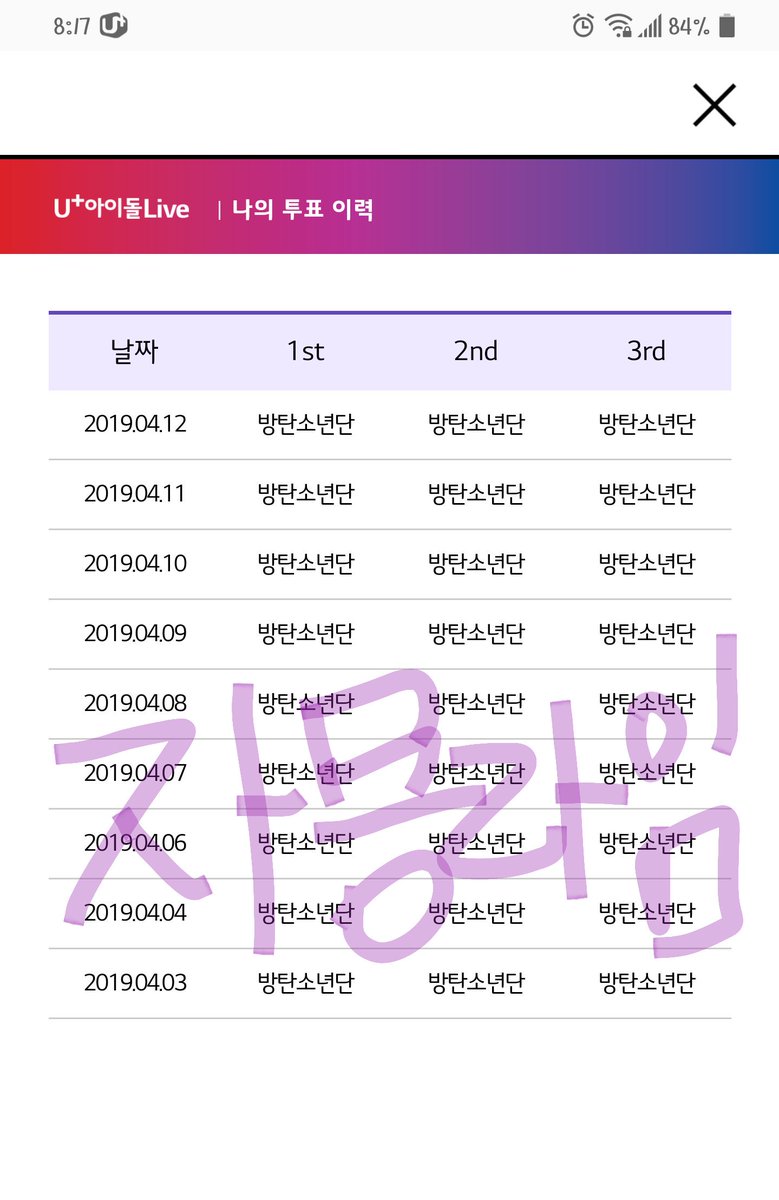 8:17 U+ 84%
U+아이돌Live | 나의 투표 이력
날짜 1st 2nd 3rd
2019.04.12 방탄소년단 방탄소년단 방탄소년단
2019.04.11 방탄소년단 방탄소년단 방탄소년단
2019.04.10 방탄소년단 방탄소년단 방탄소년단
2019.04.09 방탄소년단 방탄소년단 방탄소년단
2019.04.08 방탄소년단 방탄소년단 방탄소년단
2019.04.07 방탄소년단 방탄소년단 방탄소년단
2019.04.06 방탄소년단 방탄소년단 방탄소년단
2019.04.04 방탄소년단 방탄소년단 방탄소년단
2019.04.03 방탄소년단 방탄소년단 방탄소년단
자몽라임